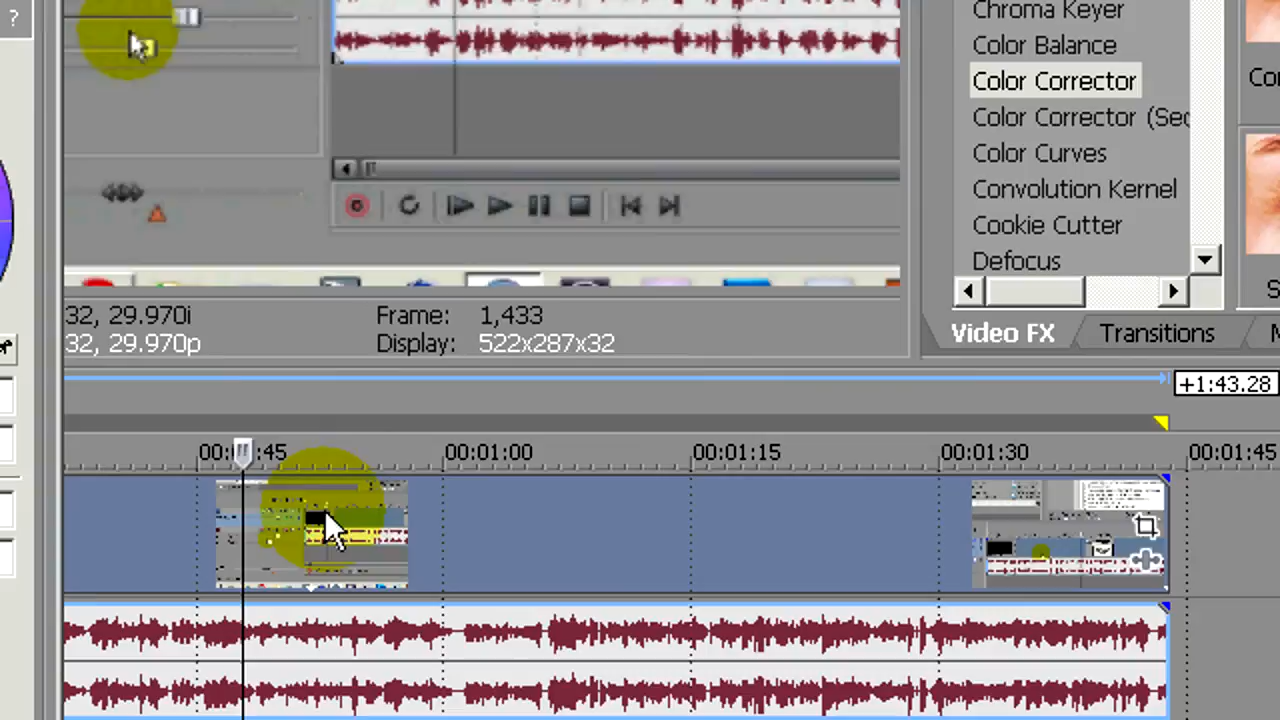 ?
Chroma Keyer
Color Balance
Color Corrector
Color Corrector (Sec
Color Curves
Convolution Kernel
Cookie Cutter
Defocus
32, 29.970i
Frame: 1,433
32, 29.970p
Display: 522x287x32
Video FX
Transitions
+1:43.28
:45
00:01:00
00:01:15
00:01:30
00:01:45